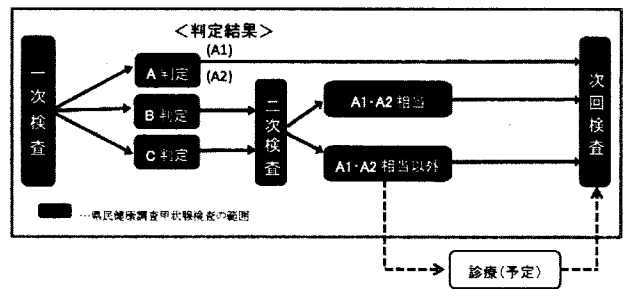 ＜判定結果＞
(A1)
(A2)
一次検査
A 判定
B 判定
C 判定
二次検査
A1･A2 相当
A1･A2 相当以外
次回検査
…県民健康調査甲状腺検査の範囲
診療(予定)